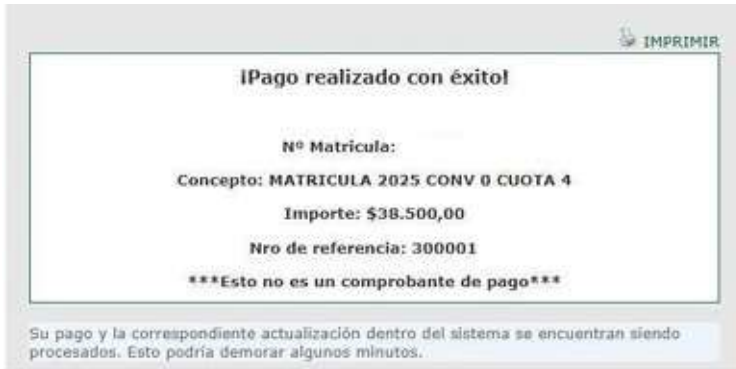 IMPRIMIR
¡Pago realizado con éxito!
Nº Matricula:
Concepto: MATRICULA 2025 CONV 0 CUOTA 4
Importe: $38.500,00
Nro de referencia: 300001
***Esto no es un comprobante de pago***
Su pago y la correspondiente actualización dentro del sistema se encuentran siendo
procesados. Esto podría demorar algunos minutos.